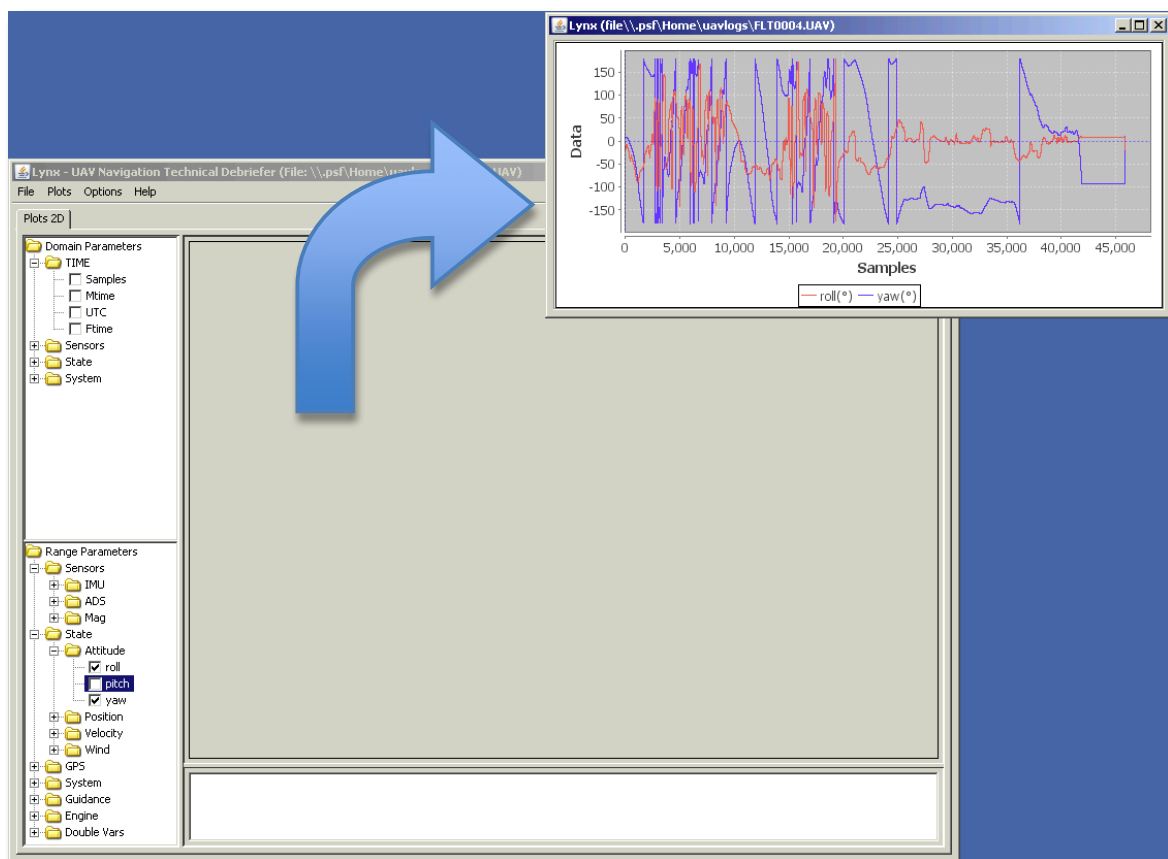 Lynx (file\\.psf\Home\uavlogs\FLT0004.UAV)
150
100
50
0
-50
-100
-150
Data
0 5,000 10,000 15,000 20,000 25,000 30,000 35,000 40,000 45,000
Samples
roll(°) yaw(°)
Lynx - UAV Navigation Technical Debriefer (File: \\.psf\Home\uavl UAV)
File Plots Options Help
Plots 2D
Domain Parameters
TIME
Samples
Mtime
UTC
Ftime
Sensors
State
System
Range Parameters
Sensors
IMU
ADS
Mag
State
Attitude
roll
pitch
yaw
Position
Velocity
Wind
GPS
System
Guidance
Engine
Double Vars